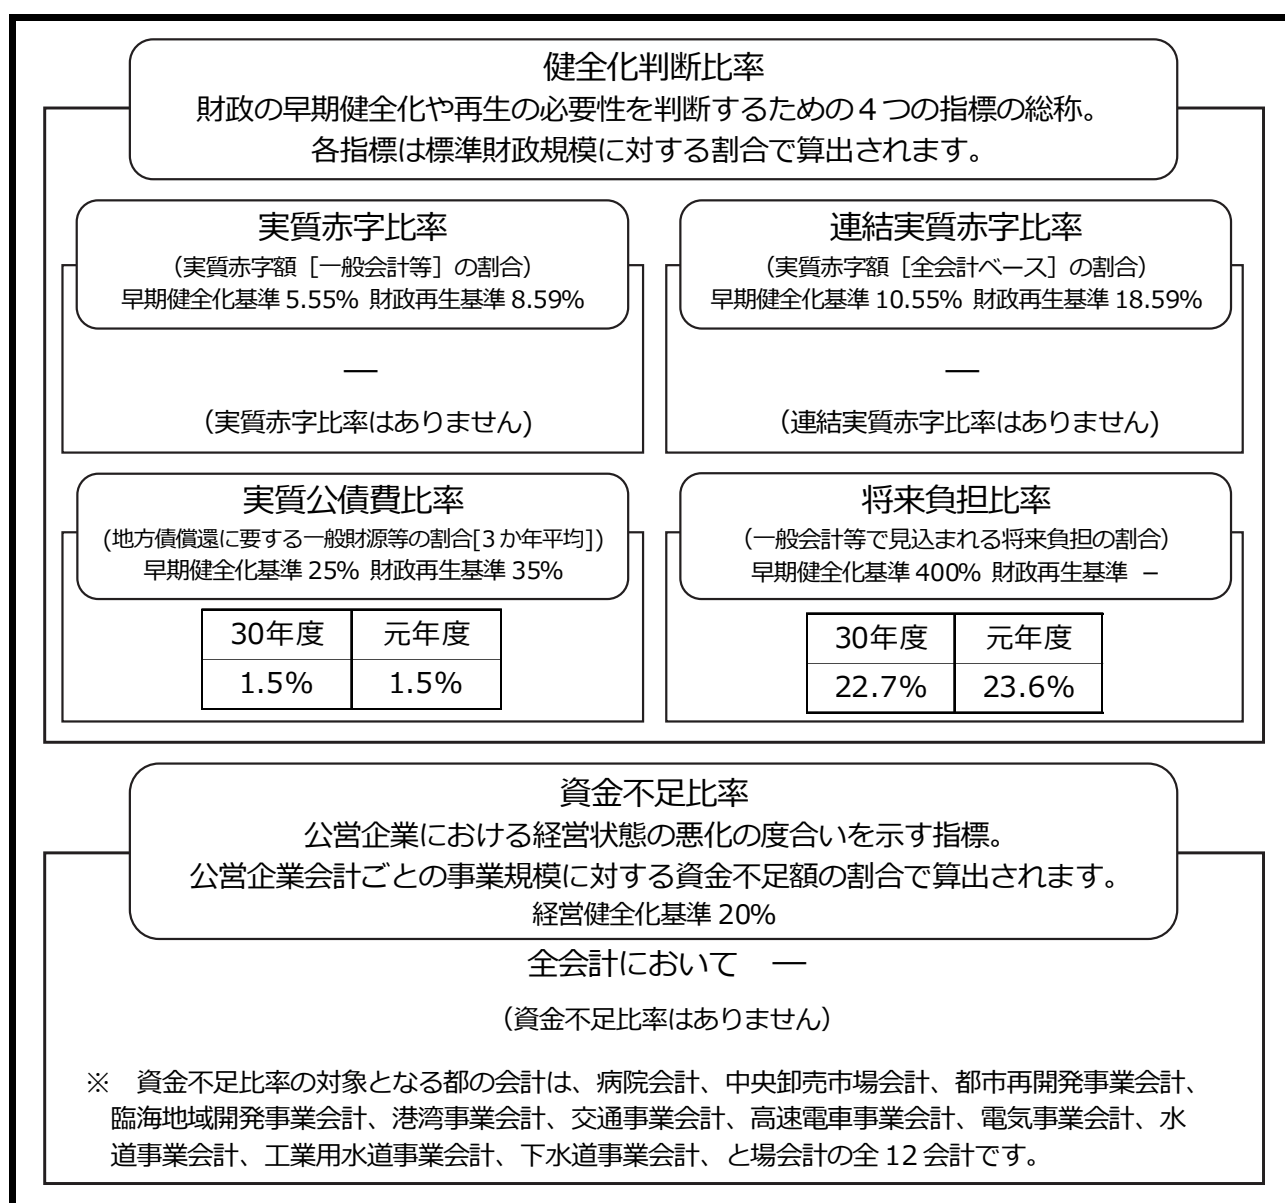 健全化判断比率
財政の早期健全化や再生の必要性を判断するための４つの指標の総称。
各指標は標準財政規模に対する割合で算出されます。
実質赤字比率
（実質赤字額［一般会計等］の割合）
早期健全化基準 5.55% 財政再生基準 8.59%
―
（実質赤字比率はありません)
連結実質赤字比率
（実質赤字額［全会計ベース］の割合）
早期健全化基準 10.55% 財政再生基準 18.59%
―
（連結実質赤字比率はありません)
実質公債費比率
(地方債償還に要する一般財源等の割合[３か年平均])
早期健全化基準 25% 財政再生基準 35%
30年度 元年度
1.5% 1.5%
将来負担比率
（一般会計等で見込まれる将来負担の割合）
早期健全化基準 400% 財政再生基準 －
30年度 元年度
22.7% 23.6%
資金不足比率
公営企業における経営状態の悪化の度合いを示す指標。
公営企業会計ごとの事業規模に対する資金不足額の割合で算出されます。
経営健全化基準 20%
全会計において ―
（資金不足比率はありません）
※ 資金不足比率の対象となる都の会計は、病院会計、中央卸売市場会計、都市再開発事業会計、
臨海地域開発事業会計、港湾事業会計、交通事業会計、高速電車事業会計、電気事業会計、水
道事業会計、工業用水道事業会計、下水道事業会計、と場会計の全 12 会計です。